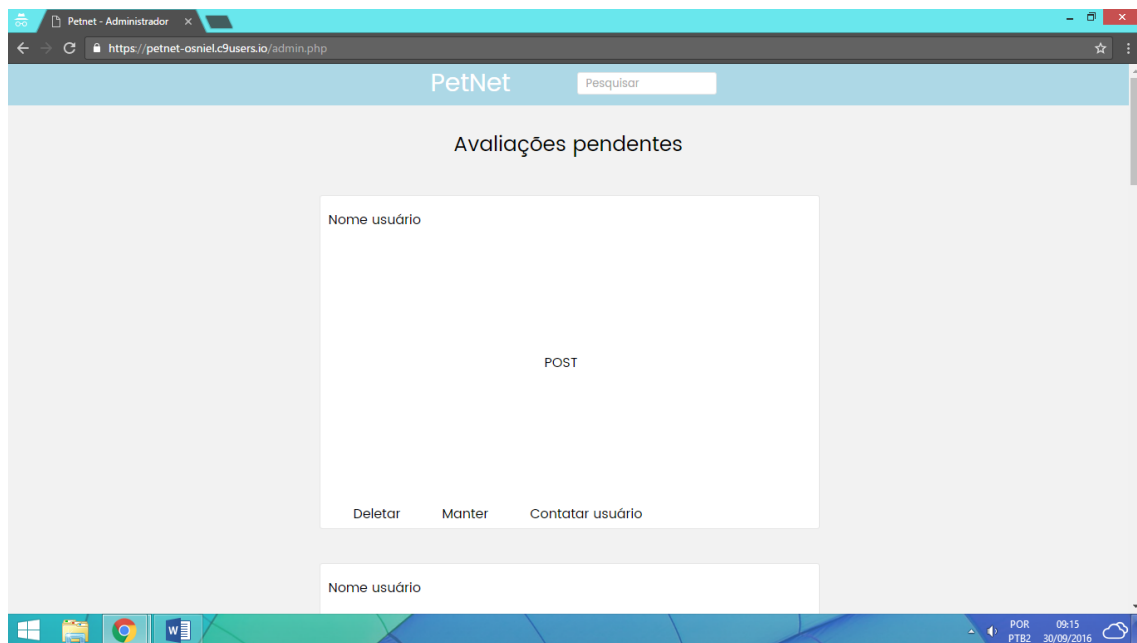 Petnet - Administrador
https://petnet-osniel.c9users.io/admin.php
PetNet
Pesquisar
Avaliações pendentes
Nome usuário
POST
Deletar Manter Contatar usuário
Nome usuário
POR 09:15
PTB2 30/09/2016